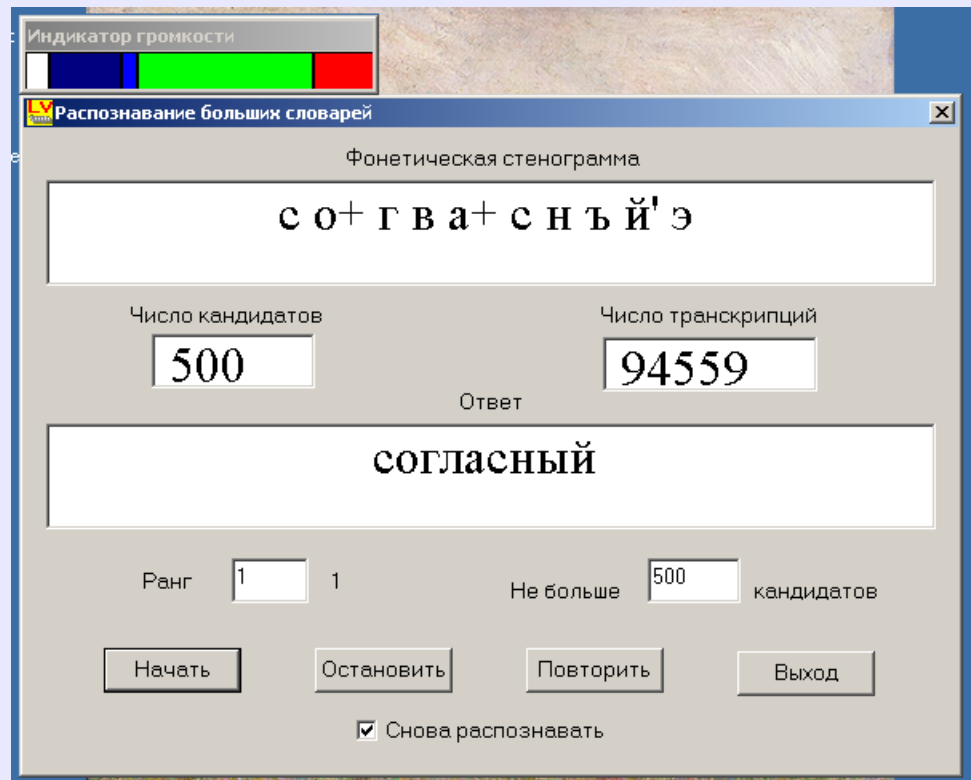 Индикатор громкости
LV
Распознавание больших словарей
Фонетическая стенограмма
с о+ г в а+ с н ъ й' э
Число кандидатов
Число транскрипций
500
94559
Ответ
согласный
Ранг 1 1 Не больше 500 кандидатов
Начать Остановить Повторить Выход
Снова распознавать